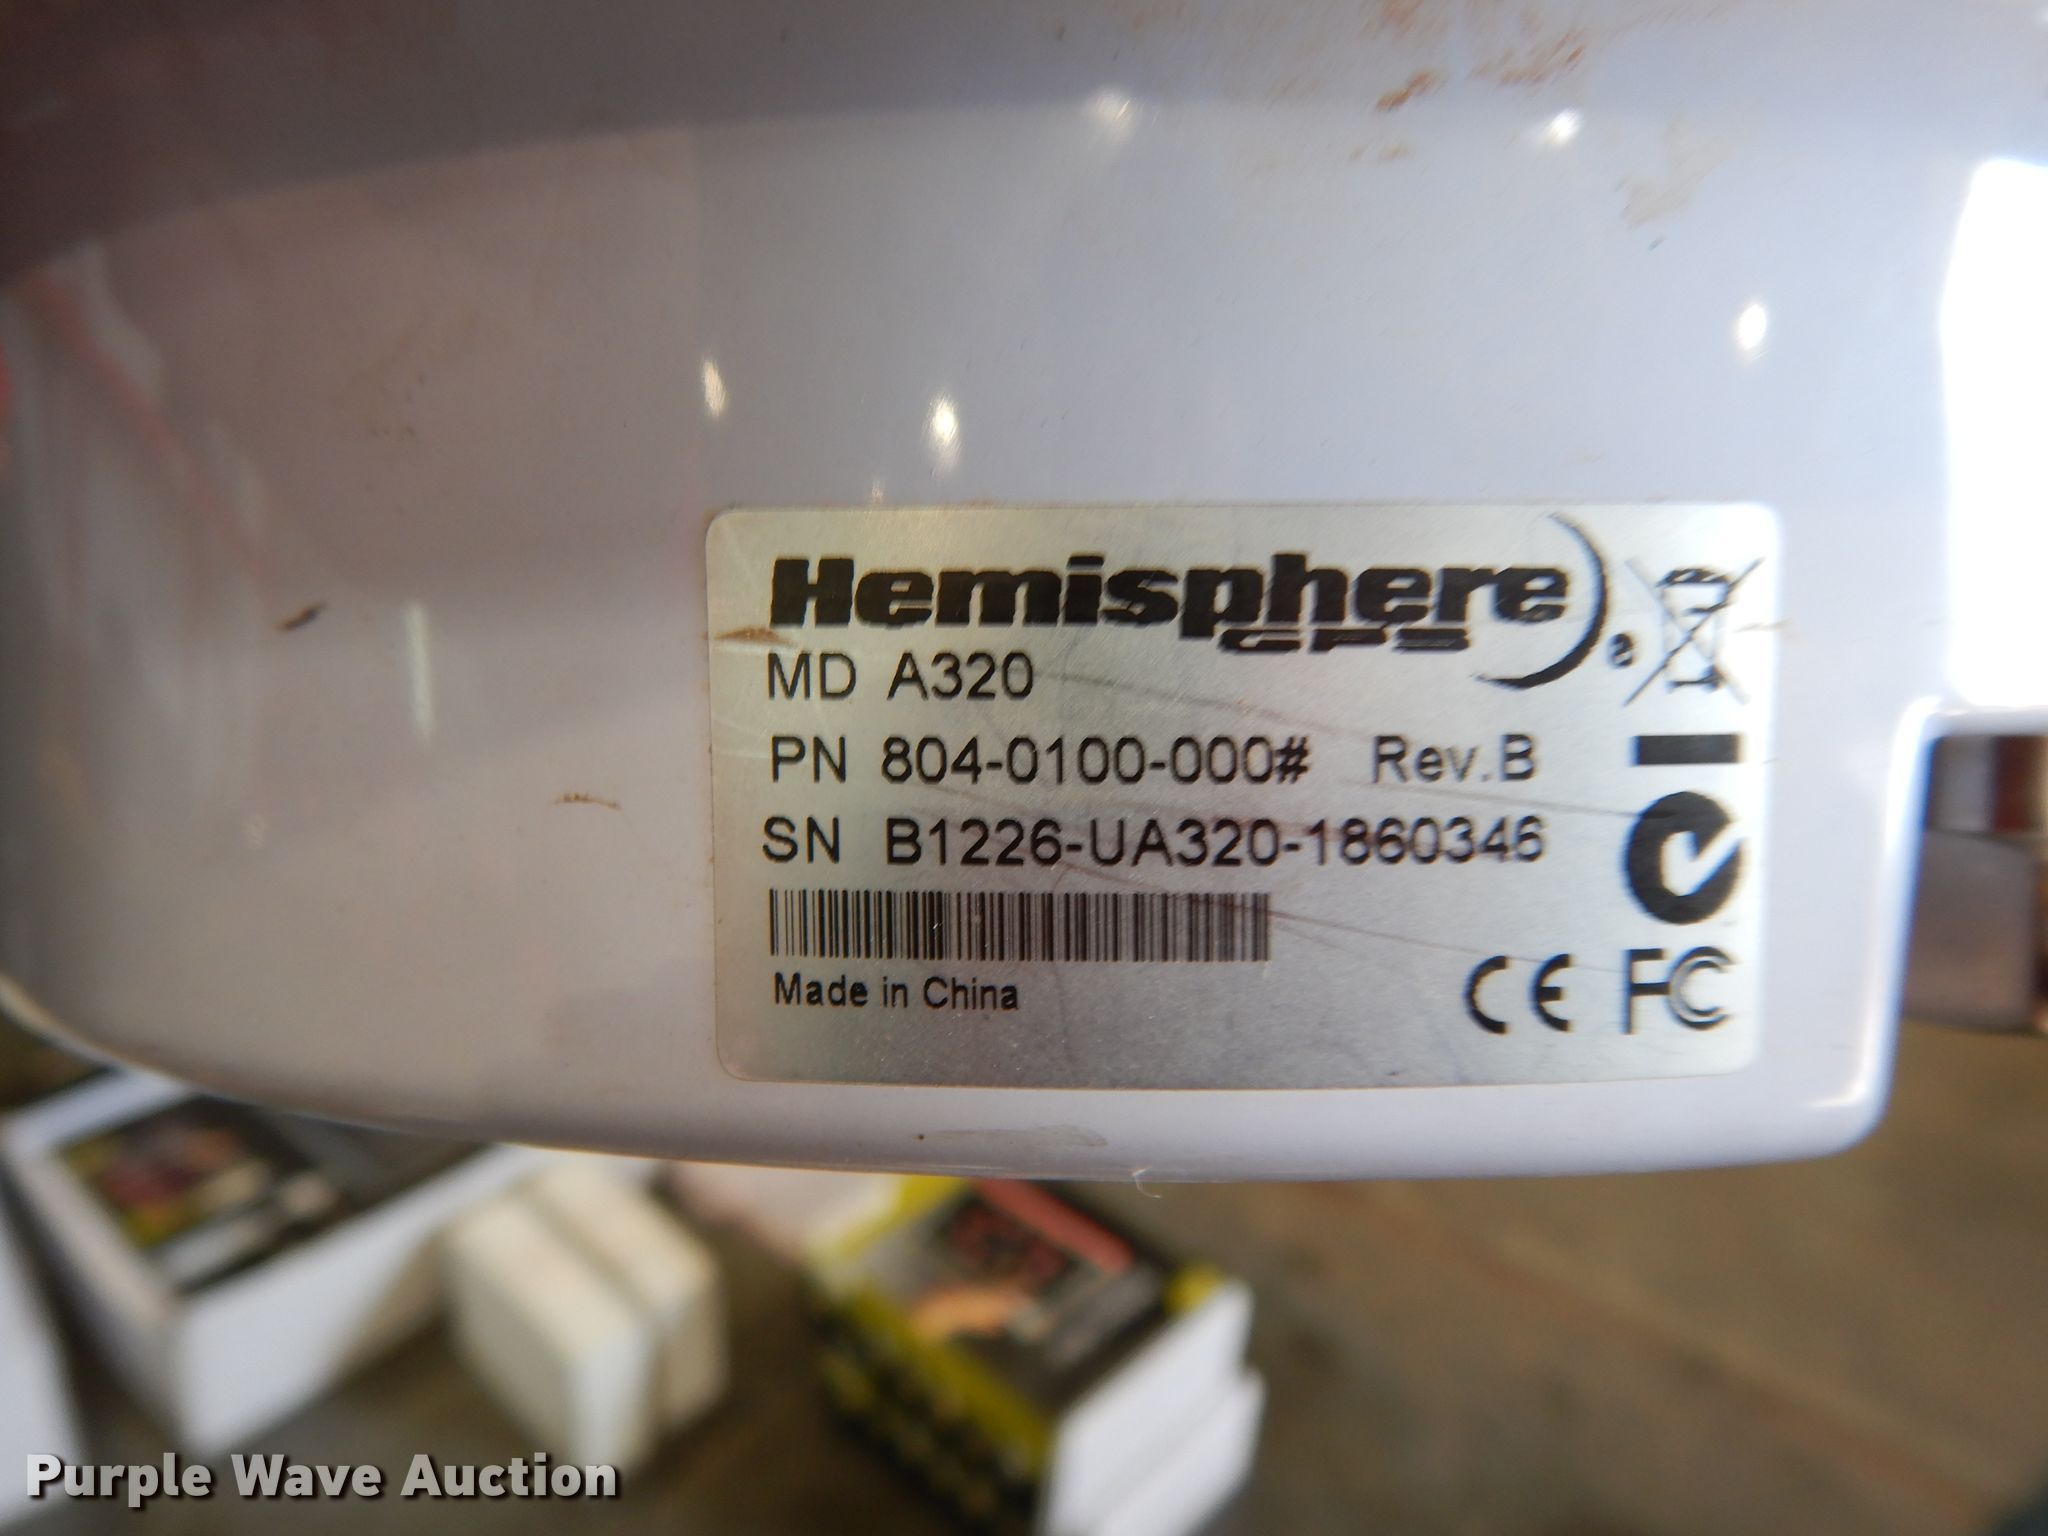 Hemisphere
GPS
MD A320
PN 804-0100-000# Rev.B
SN B1226-UA320-1860346
Made in China
CE FC
Purple Wave Auction